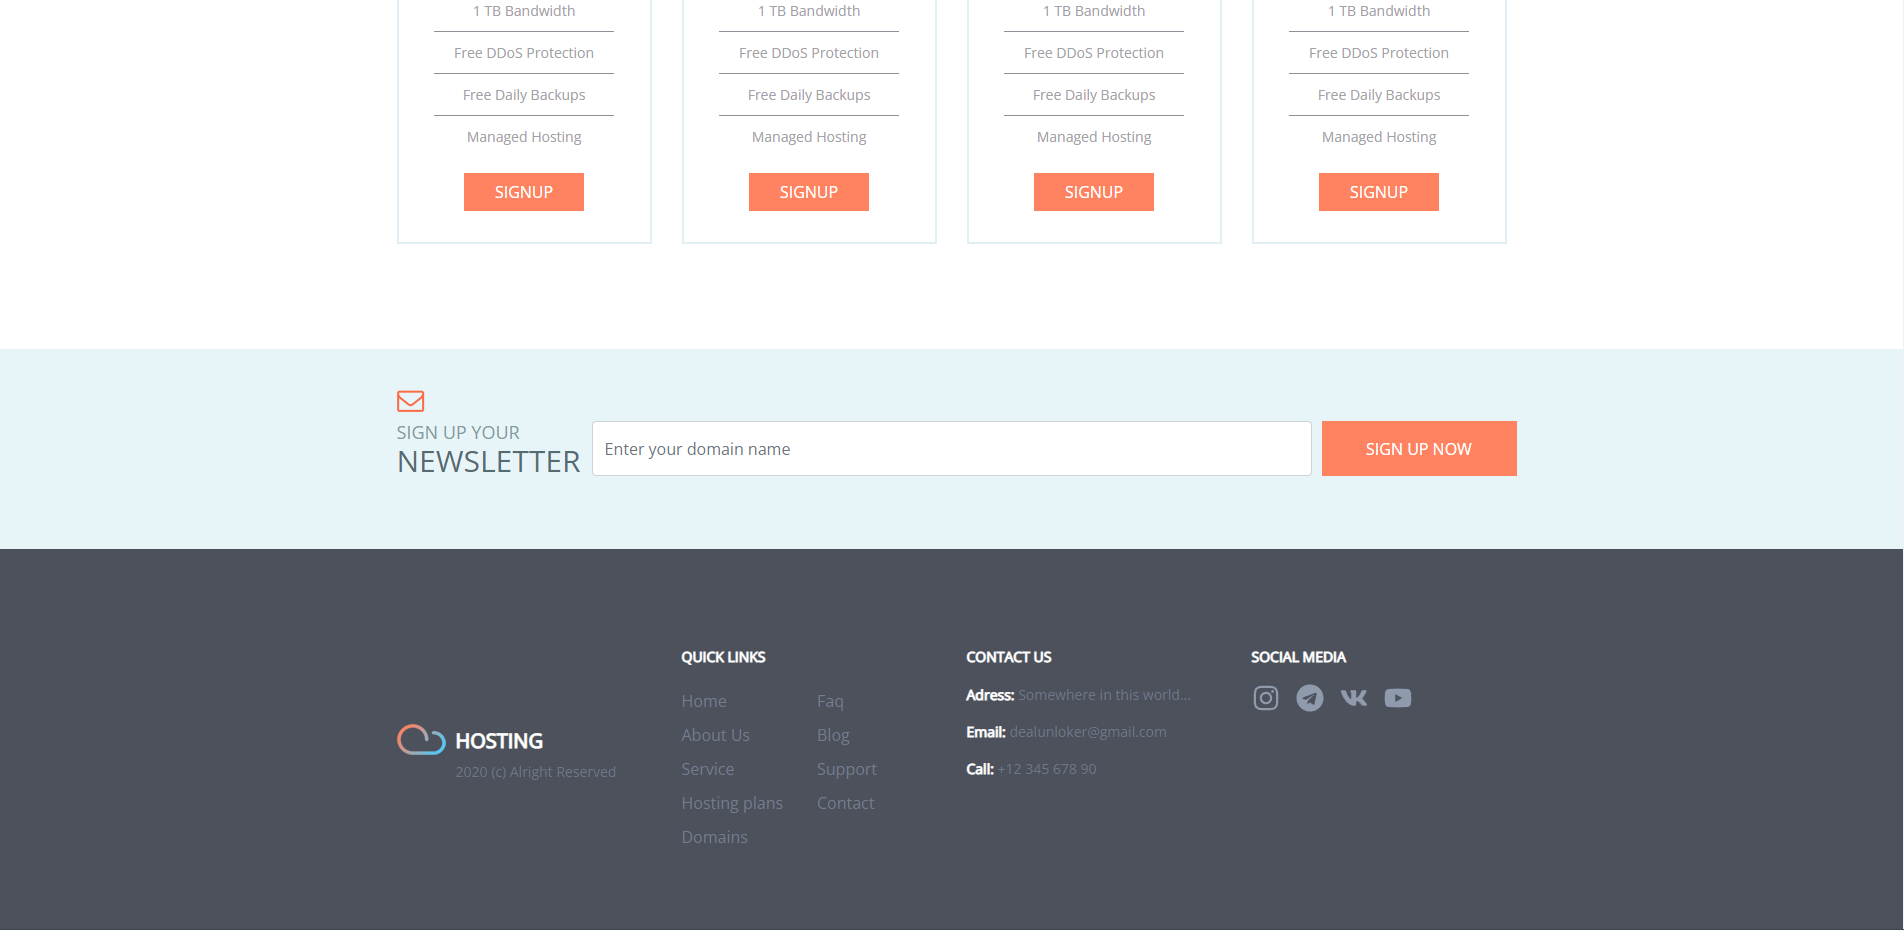 1 TB Bandwidth
Free DDoS Protection
Free Daily Backups
Managed Hosting
SIGNUP
1 TB Bandwidth
Free DDoS Protection
Free Daily Backups
Managed Hosting
SIGNUP
1 TB Bandwidth
Free DDoS Protection
Free Daily Backups
Managed Hosting
SIGNUP
1 TB Bandwidth
Free DDoS Protection
Free Daily Backups
Managed Hosting
SIGNUP
SIGN UP YOUR
NEWSLETTER
Enter your domain name
SIGN UP NOW
HOSTING
2020 (c) Alright Reserved
QUICK LINKS
Home
About Us
Service
Hosting plans
Domains
Faq
Blog
Support
Contact
CONTACT US
Adress: Somewhere in this world...
Email: dealunloker@gmail.com
Call: +12 345 678 90
SOCIAL MEDIA